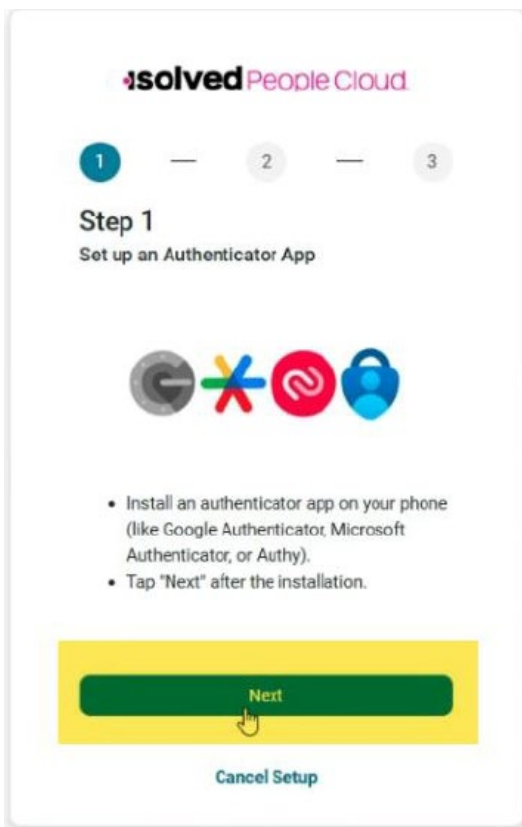 isolved People Cloud
1 — 2 — 3
Step 1
Set up an Authenticator App
• Install an authenticator app on your phone
(like Google Authenticator, Microsoft
Authenticator, or Authy).
• Tap "Next" after the installation.
Next
Cancel Setup